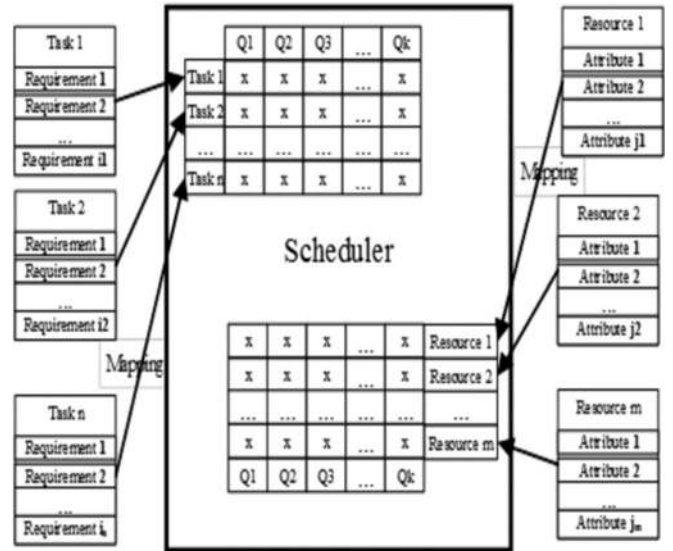 Task 1
Requirement 1
Requirement 2
...
Requirement i1
Task 2
Requirement 1
Requirement 2
...
Requirement i2
Mapping
Task n
Requirement 1
Requirement 2
...
Requirement in
Q1 Q2 Q3 ... Qk
Task 1 x x x ... x
Task 2 x x x ... x
... ... ... ... ... ...
Task n x x x ... x
Scheduler
x x x ... x Resource 1
x x x ... x Resource 2
... ... ... ... ... ...
x x x ... x Resource m
Q1 Q2 Q3 ... Qk
Resource 1
Attribute 1
Attribute 2
...
Attribute j1
Mapping
Resource 2
Attribute 1
Attribute 2
...
Attribute j2
Resource m
Attribute 1
Attribute 2
...
Attribute jm